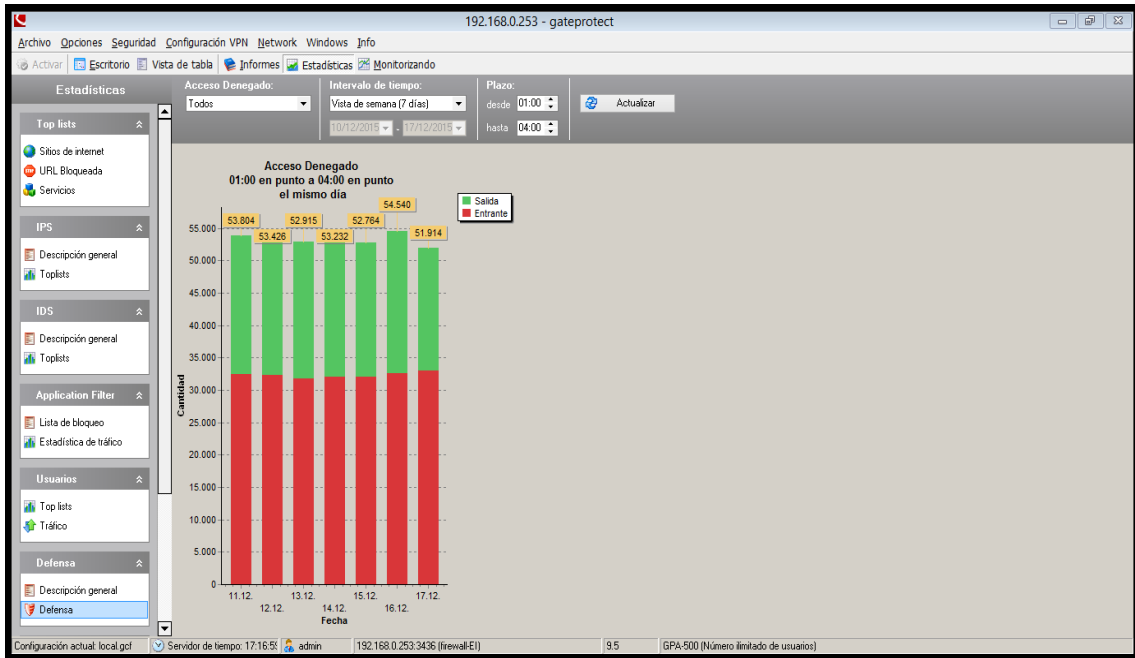 192.168.0.253 - gateprotect
Archivo Opciones Seguridad Configuración VPN Network Windows Info
Activar Escritorio Vista de tabla Informes Estadísticas Monitorizando
Estadísticas
Acceso Denegado: Intervalo de tiempo: Plazo:
Todos Vista de semana (7 días) desde 01:00 Actualizar
10/12/2015 - 17/12/2015 hasta 04:00
Top lists
Sitios de internet
URL Bloqueada
Servicios
IPS
Descripción general
Toplists
IDS
Descripción general
Toplists
Application Filter
Lista de bloqueo
Estadística de tráfico
Usuarios
Top lists
Tráfico
Defensa
Descripción general
Defensa
Acceso Denegado
01:00 en punto a 04:00 en punto
el mismo día
Salida
Entrante
54.540
53.804 52.915 52.764
53.426 53.232 51.914
55.000
50.000
45.000
40.000
35.000
30.000
25.000
20.000
15.000
10.000
5.000
0
Cantidad
11.12. 13.12. 15.12. 17.12.
12.12. 14.12. 16.12.
Fecha
Configuración actual: local.gcf Servidor de tiempo: 17:16:5 admin 192.168.0.253:3436 (firewall-EI) 9.5 GPA-500 (Número ilimitado de usuarios)